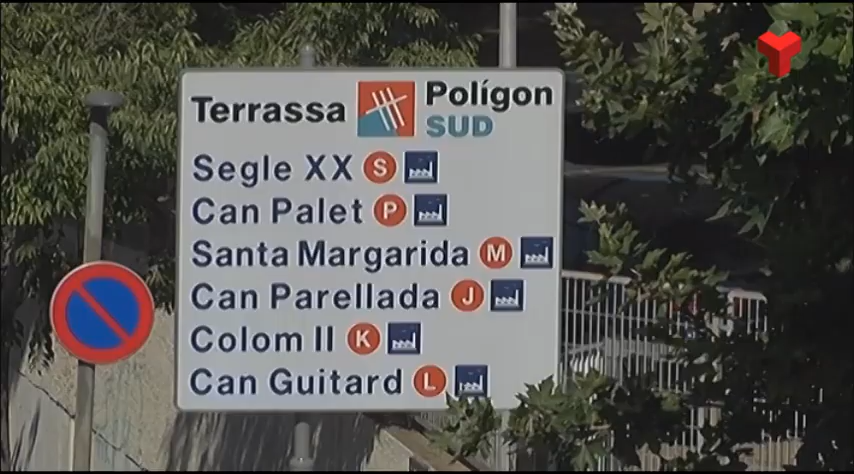 Terrassa Polígon
SUD
Segle XX S
Can Palet P
Santa Margarida M
Can Parellada J
Colom II K
Can Guitard L